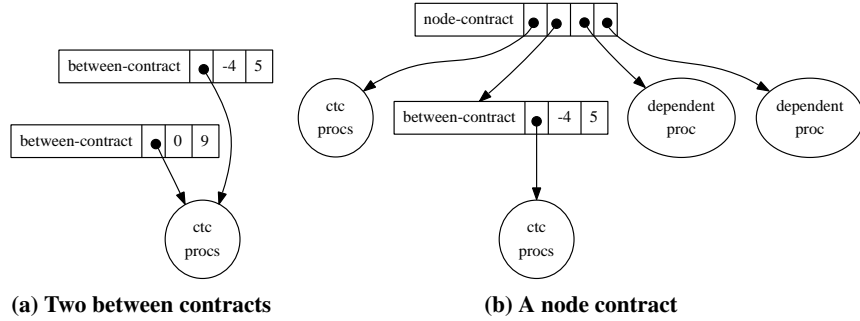 between-contract -4 5
between-contract 0 9
ctc
procs
(a) Two between contracts
node-contract
ctc
procs
between-contract -4 5
dependent
proc
dependent
proc
ctc
procs
(b) A node contract